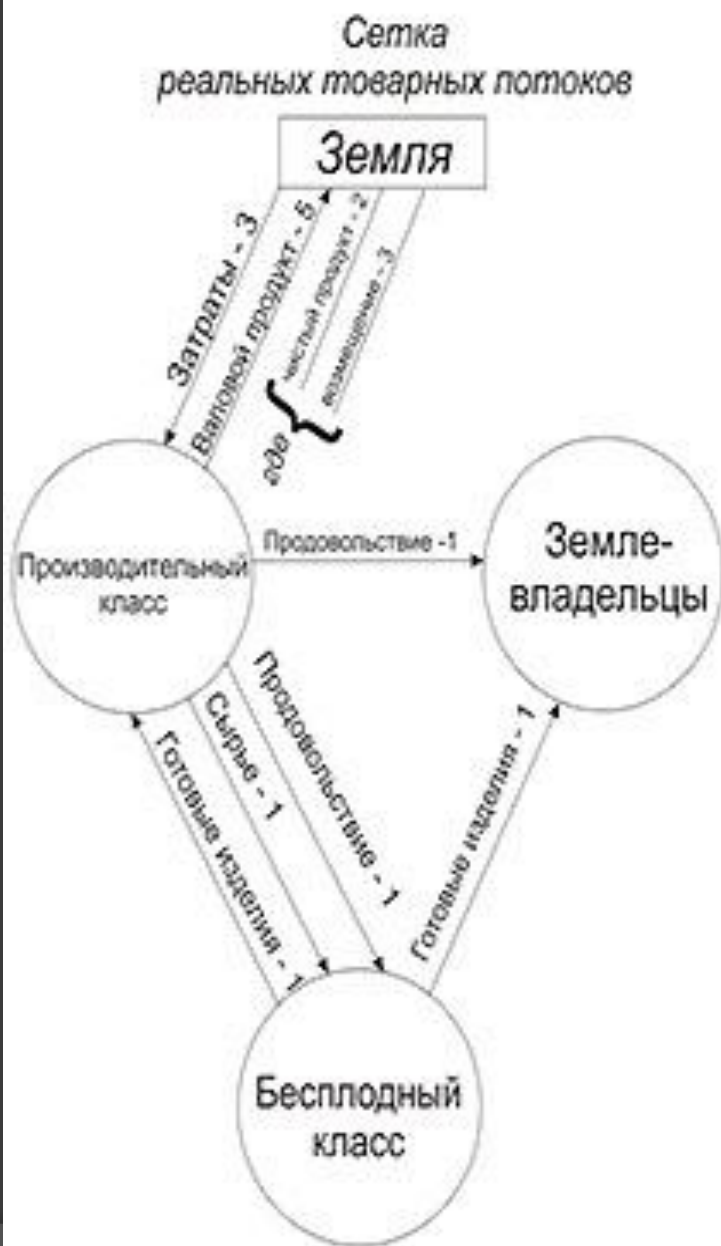 Сетка
реальных товарных потоков
Земля
Затраты - 3
Валовой продукт - 5
чистый продукт - 2
возмещение - 3
где
Производительный
класс
Продовольствие -1
Земле-
владельцы
Готовые изделия - 1
Сырье - 1
Продовольствие - 1
Готовые изделия - 1
Бесплодный
класс